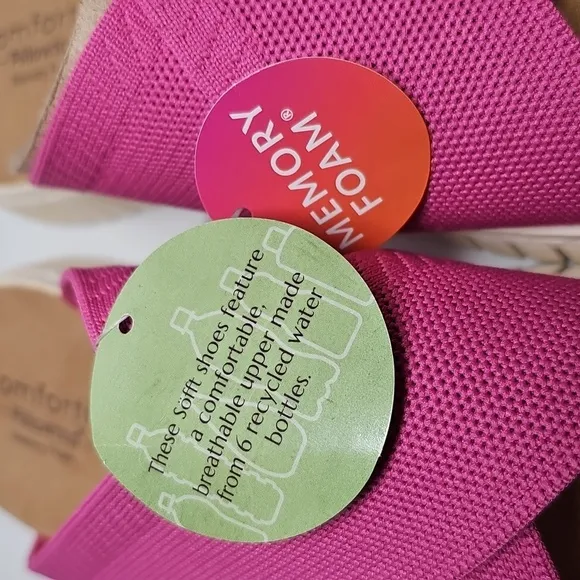 MEMORY
FOAM®
These Söfft shoes feature
a comfortable,
breathable upper made
from 6 recycled water
bottles.